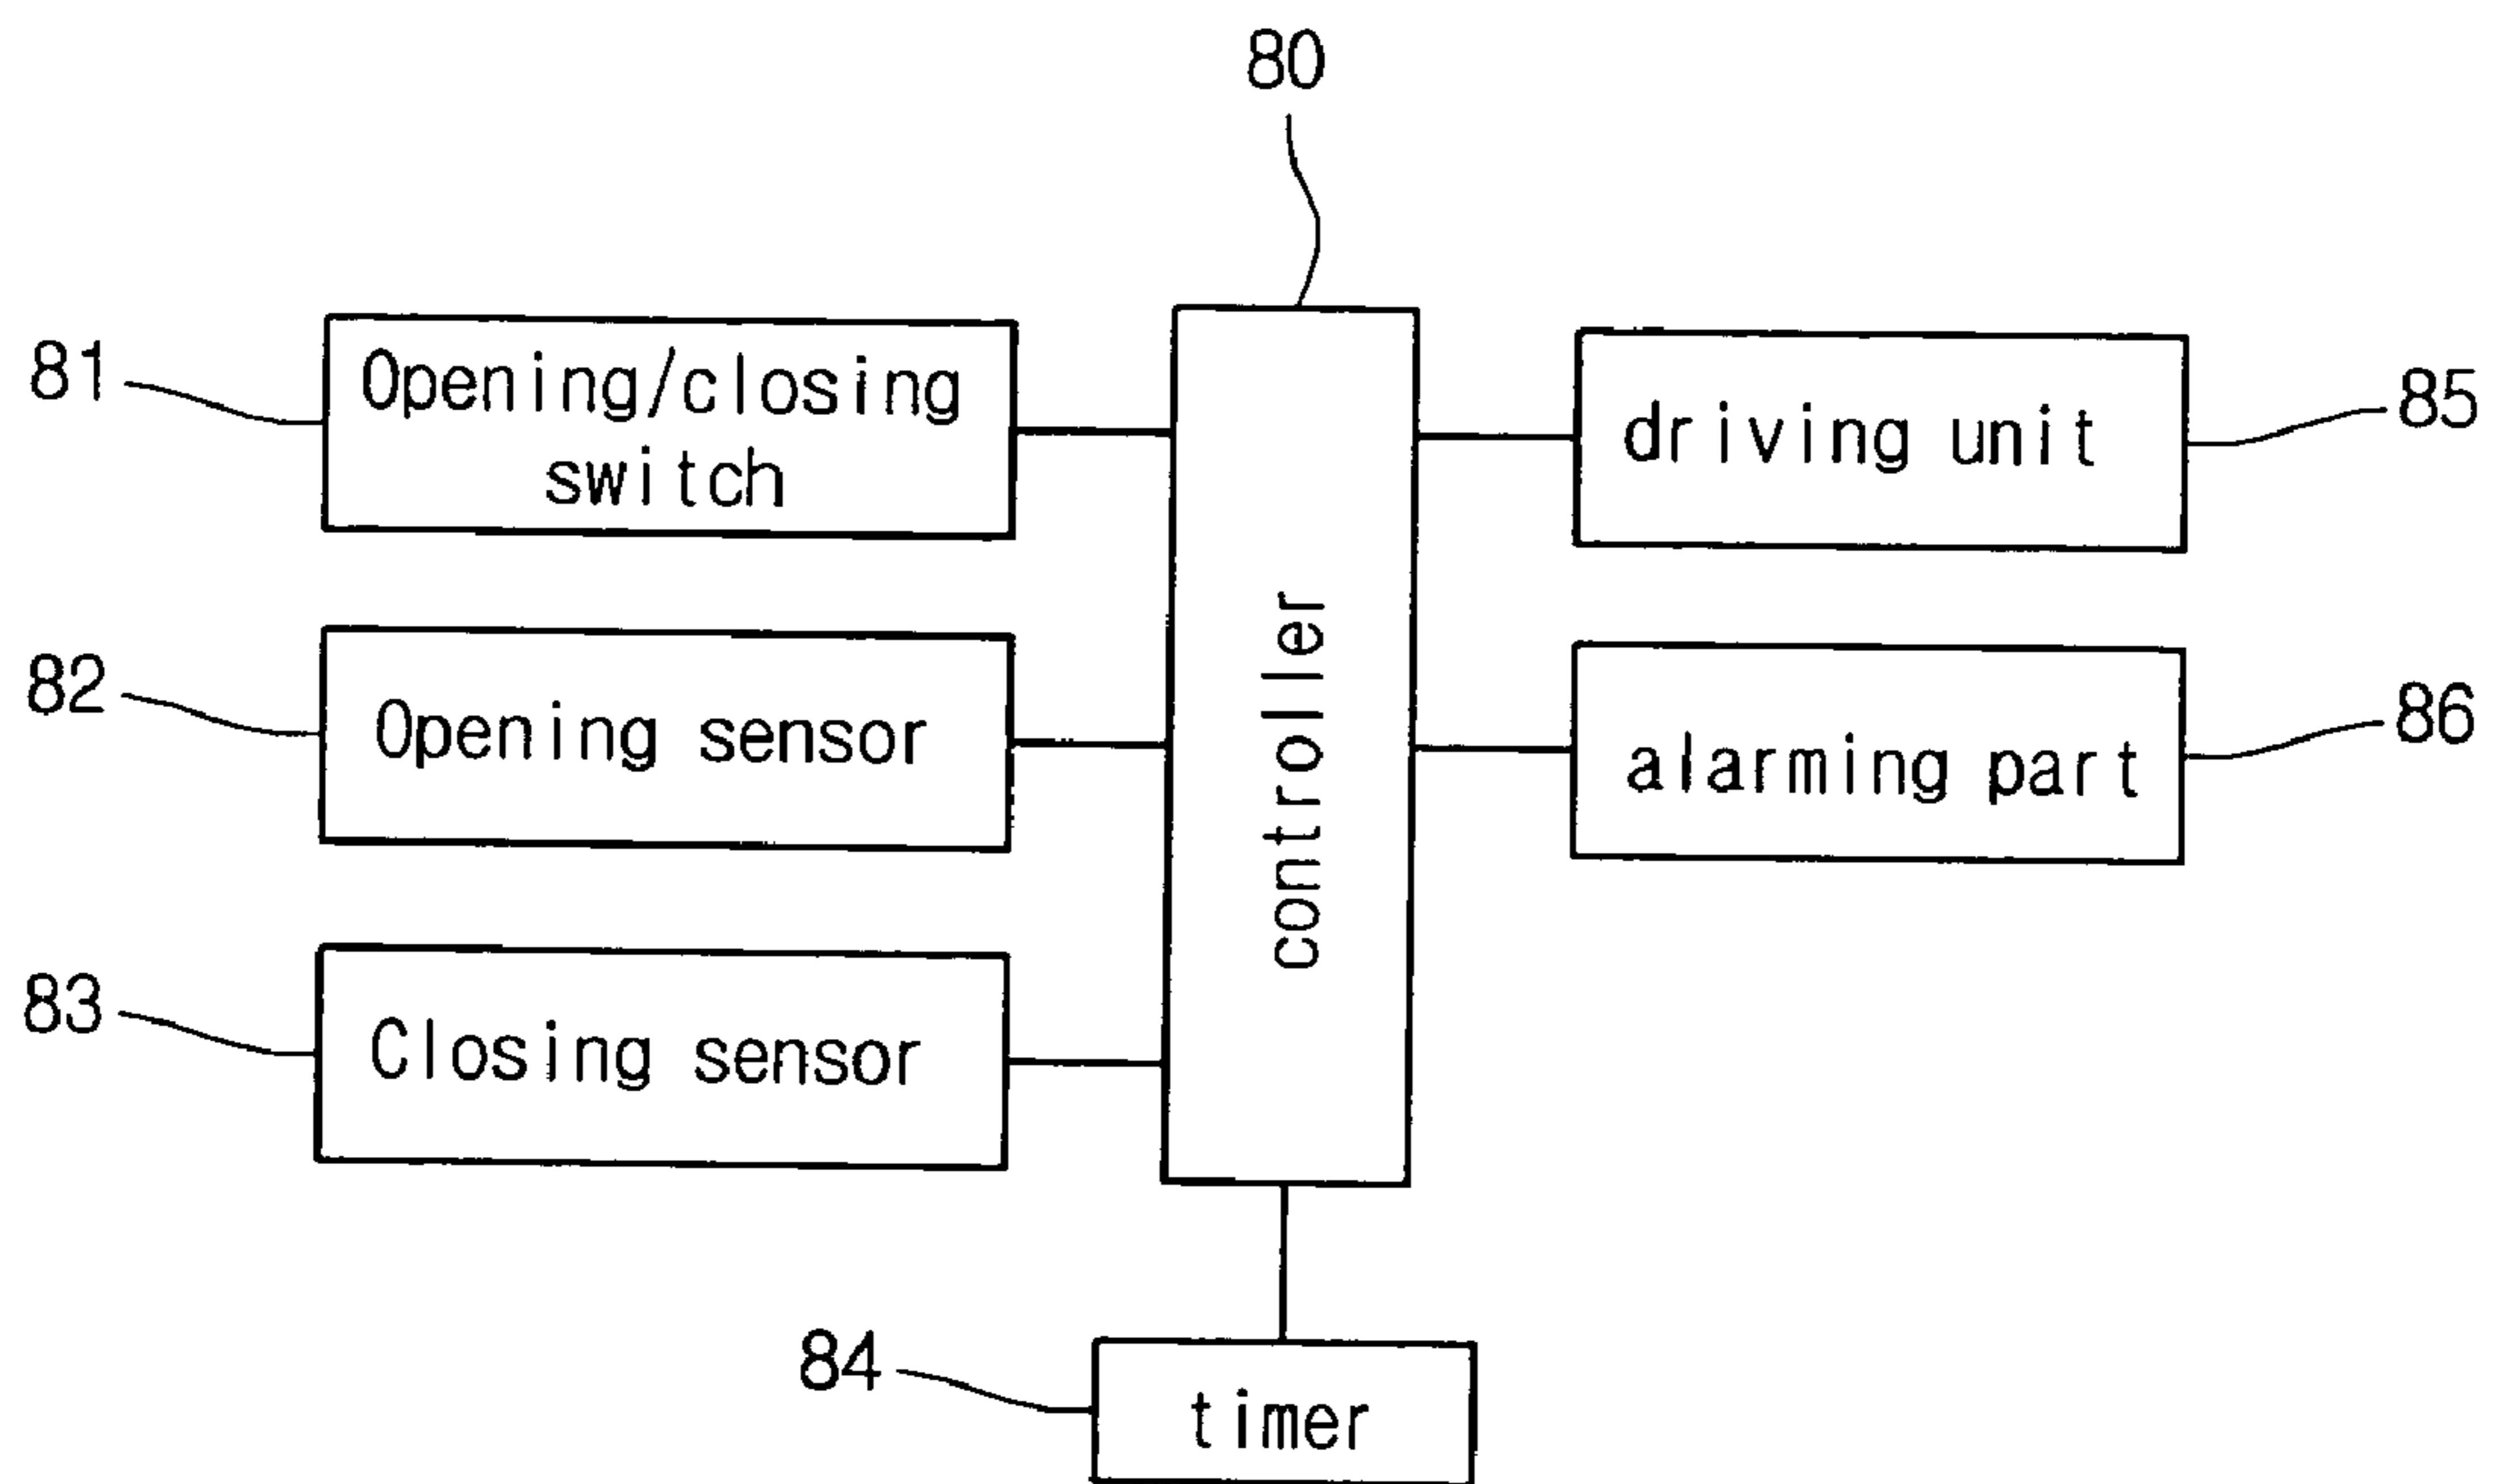 80
81
Opening/closing
switch
driving unit
85
82
Opening sensor
controller
alarming part
86
83
Closing sensor
84
timer